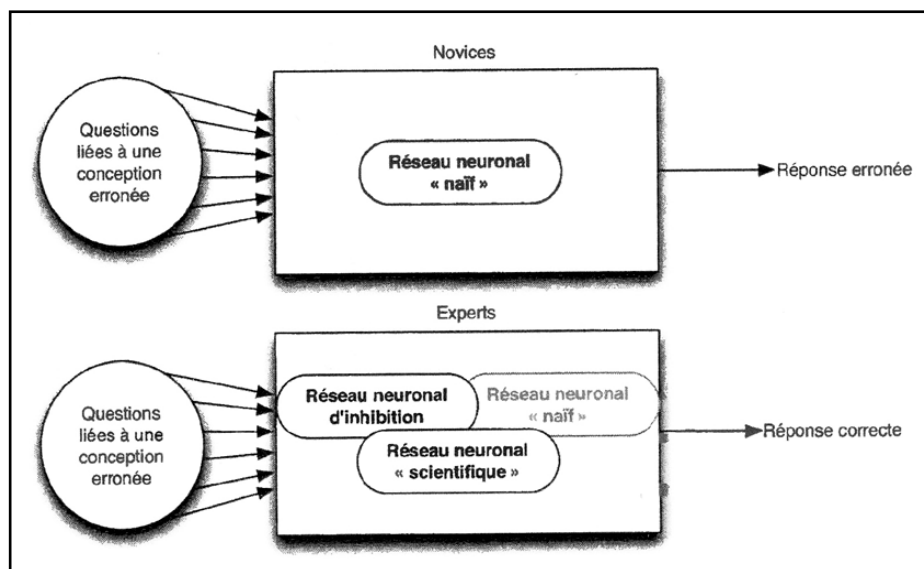 Novices
Questions
liées à une
conception
erronée
Réseau neuronal
« naïf »
Réponse erronée
Experts
Questions
liées à une
conception
erronée
Réseau neuronal
d'inhibition
Réseau neuronal
« naïf »
Réseau neuronal
« scientifique »
Réponse correcte